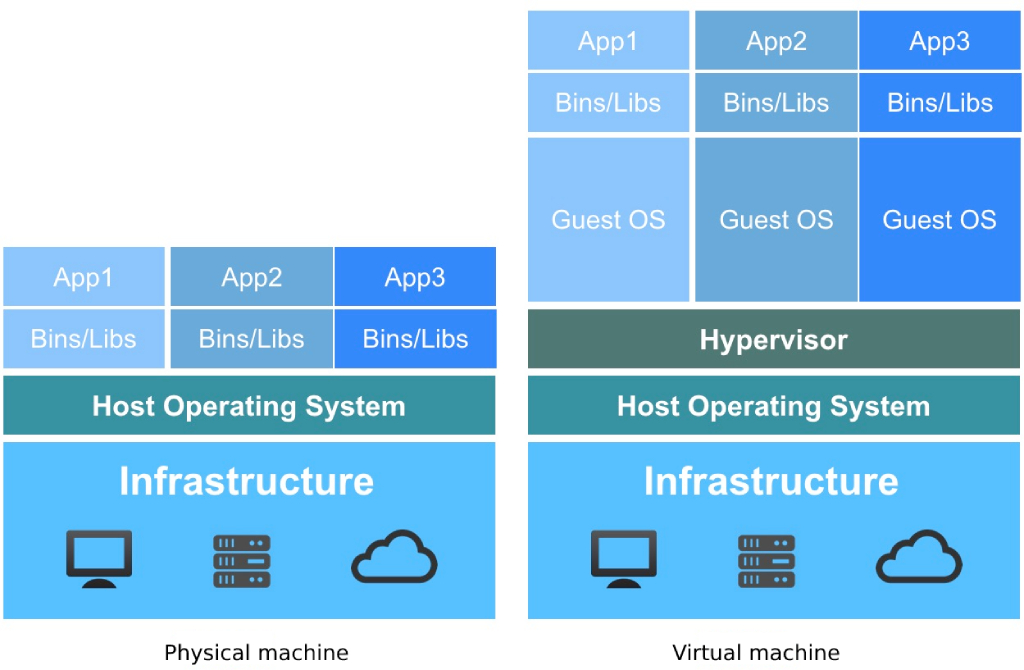 App1
App2
App3
Bins/Libs
Bins/Libs
Bins/Libs
Host Operating System
Infrastructure
Physical machine
App1
App2
App3
Bins/Libs
Bins/Libs
Bins/Libs
Guest OS
Guest OS
Guest OS
Hypervisor
Host Operating System
Infrastructure
Virtual machine